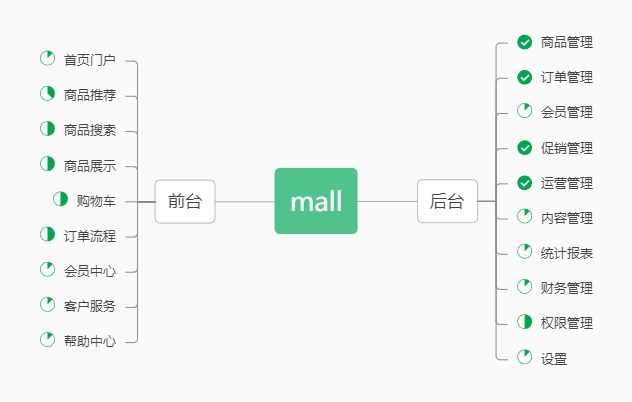 首页门户
商品推荐
商品搜索
商品展示
购物车
订单流程
会员中心
客户服务
帮助中心
前台
mall
后台
商品管理
订单管理
会员管理
促销管理
运营管理
内容管理
统计报表
财务管理
权限管理
设置